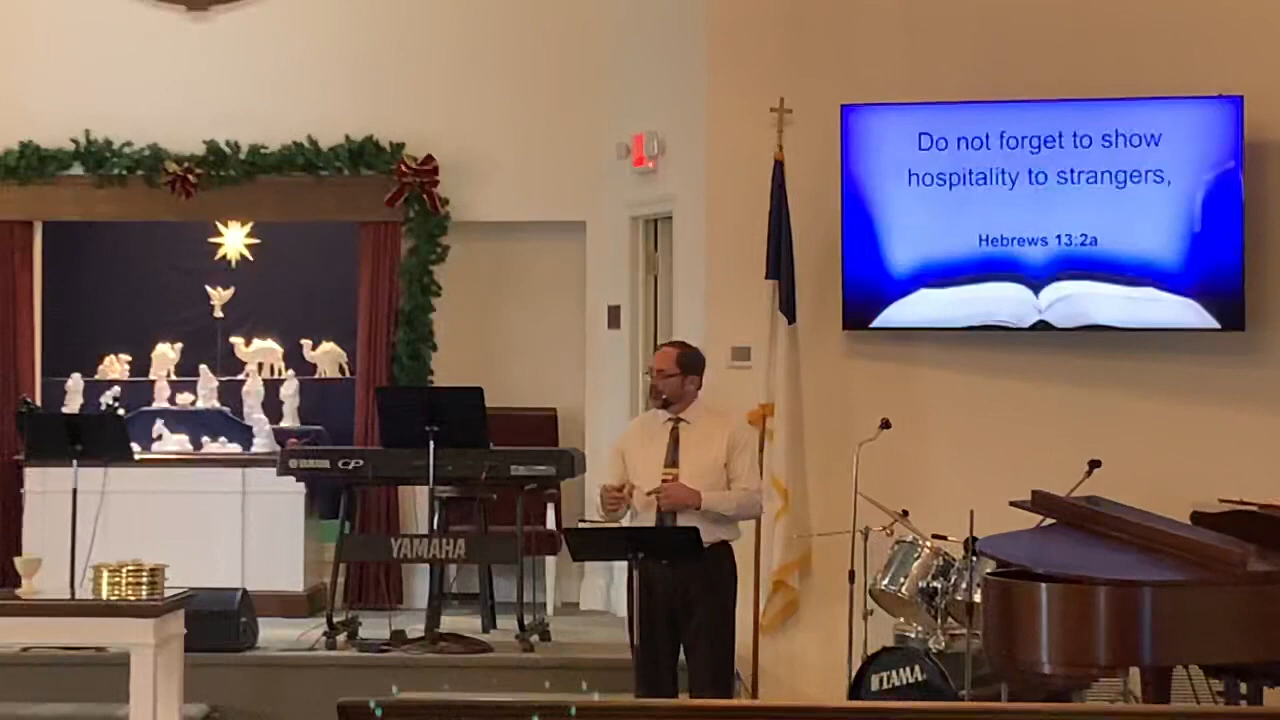 Do not forget to show
hospitality to strangers,
Hebrews 13:2a
YAMAHA CP
YAMAHA
TAMA